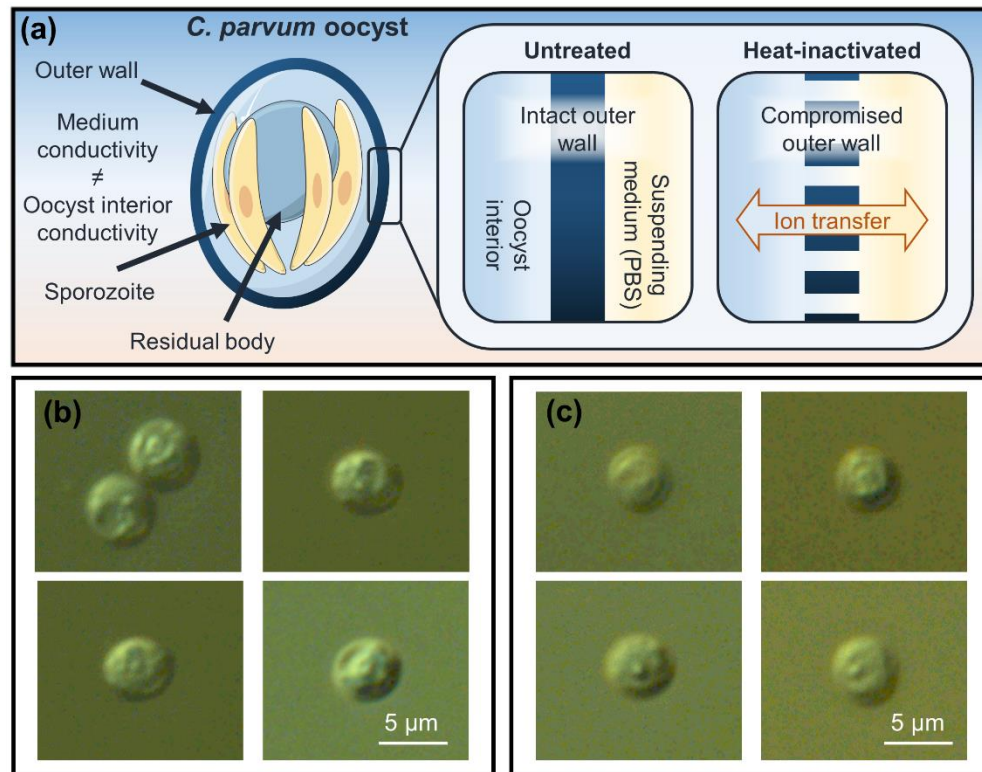 (a)
C. parvum oocyst
Outer wall
Medium
conductivity
≠
Oocyst interior
conductivity
Sporozoite
Residual body
Untreated
Intact outer
wall
Oocyst
interior
Suspending
medium (PBS)
Heat-inactivated
Compromised
outer wall
Ion transfer
(b)
5 µm
(c)
5 µm